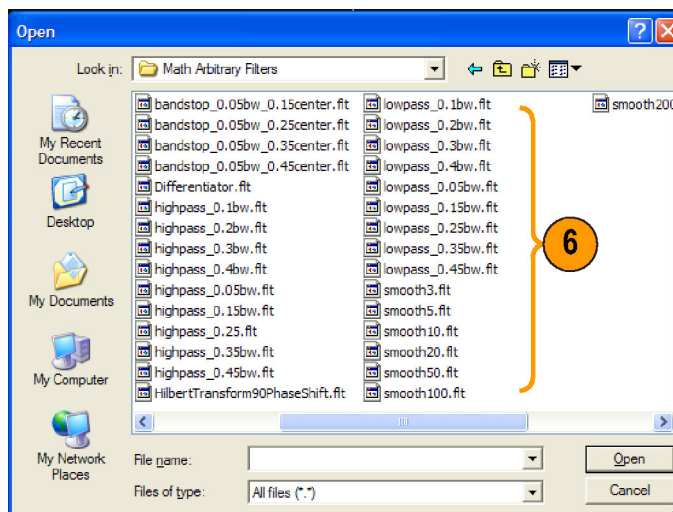 Open
Look in: Math Arbitrary Filters
My Recent
Documents
Desktop
My Documents
My Computer
My Network
Places
bandstop_0.05bw_0.15center.flt
bandstop_0.05bw_0.25center.flt
bandstop_0.05bw_0.35center.flt
bandstop_0.05bw_0.45center.flt
Differentiator.flt
highpass_0.1bw.flt
highpass_0.2bw.flt
highpass_0.3bw.flt
highpass_0.4bw.flt
highpass_0.05bw.flt
highpass_0.15bw.flt
highpass_0.25.flt
highpass_0.35bw.flt
highpass_0.45bw.flt
HilbertTransform90PhaseShift.flt
lowpass_0.1bw.flt
lowpass_0.2bw.flt
lowpass_0.3bw.flt
lowpass_0.4bw.flt
lowpass_0.05bw.flt
lowpass_0.15bw.flt
lowpass_0.25bw.flt
lowpass_0.35bw.flt
lowpass_0.45bw.flt
smooth3.flt
smooth5.flt
smooth10.flt
smooth20.flt
smooth50.flt
smooth100.flt
smooth200
6
File name:
Open
Files of type: All files (*.*)
Cancel